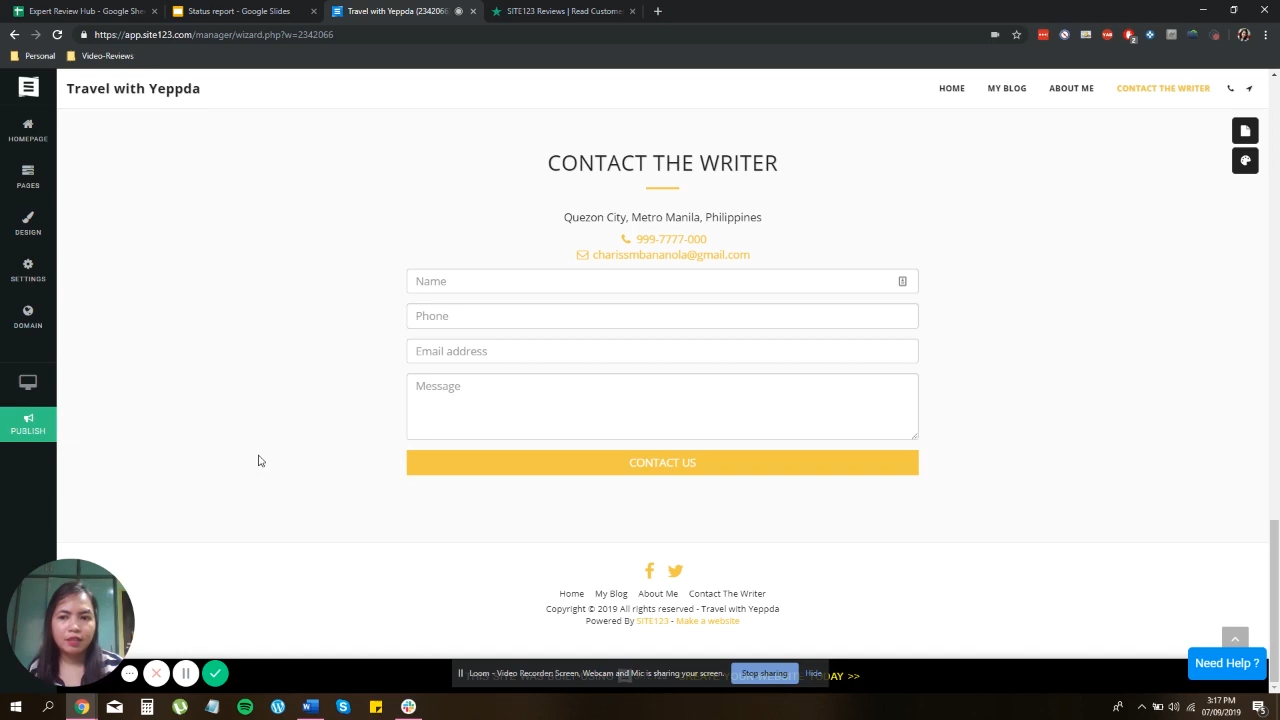 Expert Review Hub - Google Shee
Status report - Google Slides
Travel with Yeppda (2342066
SITE123 Reviews | Read Custome
https://app.site123.com/manager/wizard.php?w=2342066
Personal
Video-Reviews
Travel with Yeppda
HOME
MY BLOG
ABOUT ME
CONTACT THE WRITER
HOMEPAGE
PAGES
DESIGN
SETTINGS
DOMAIN
PUBLISH
CONTACT THE WRITER
Quezon City, Metro Manila, Philippines
999-7777-000
charissmbananola@gmail.com
Name
Phone
Email address
Message
CONTACT US
Home My Blog About Me Contact The Writer
Copyright © 2019 All rights reserved - Travel with Yeppda
Powered By SITE123 - Make a website
Need Help ?
Loom – Video Recorder: Screen, Webcam and Mic is sharing your screen.
Stop sharing
Hide
DAY >>
3:17 PM
07/09/2019